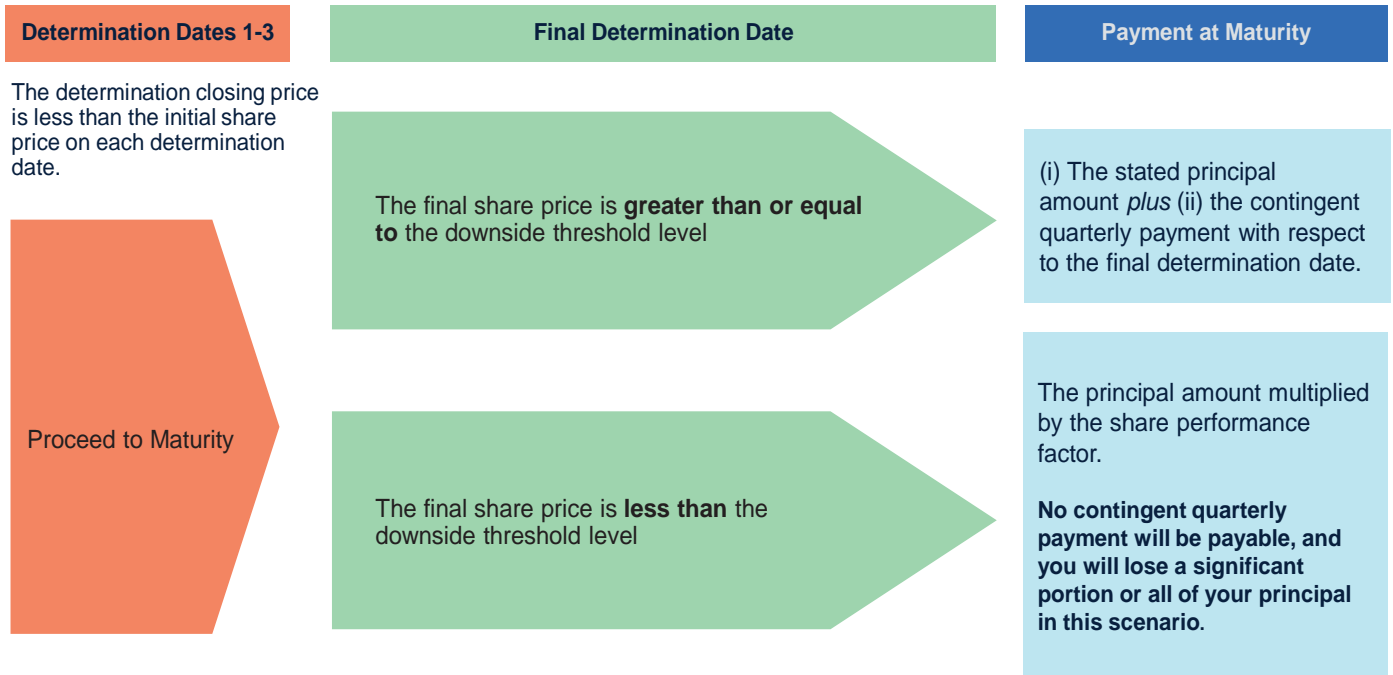 Determination Dates 1-3
Final Determination Date
Payment at Maturity
The determination closing price
is less than the initial share
price on each determination
date.
Proceed to Maturity
The final share price is greater than or equal
to the downside threshold level
(i) The stated principal
amount plus (ii) the contingent
quarterly payment with respect
to the final determination date.
The final share price is less than the
downside threshold level
The principal amount multiplied
by the share performance
factor.
No contingent quarterly
payment will be payable, and
you will lose a significant
portion or all of your principal
in this scenario.